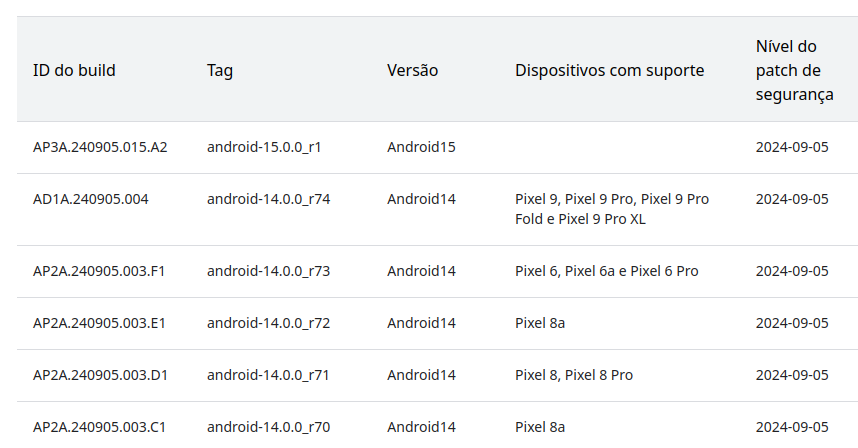 ID do build Tag Versão Dispositivos com suporte Nível do
patch de
segurança
AP3A.240905.015.A2 android-15.0.0_r1 Android15 2024-09-05
AD1A.240905.004 android-14.0.0_r74 Android14 Pixel 9, Pixel 9 Pro, Pixel 9 Pro 2024-09-05
Fold e Pixel 9 Pro XL
AP2A.240905.003.F1 android-14.0.0_r73 Android14 Pixel 6, Pixel 6a e Pixel 6 Pro 2024-09-05
AP2A.240905.003.E1 android-14.0.0_r72 Android14 Pixel 8a 2024-09-05
AP2A.240905.003.D1 android-14.0.0_r71 Android14 Pixel 8, Pixel 8 Pro 2024-09-05
AP2A.240905.003.C1 android-14.0.0_r70 Android14 Pixel 8a 2024-09-05